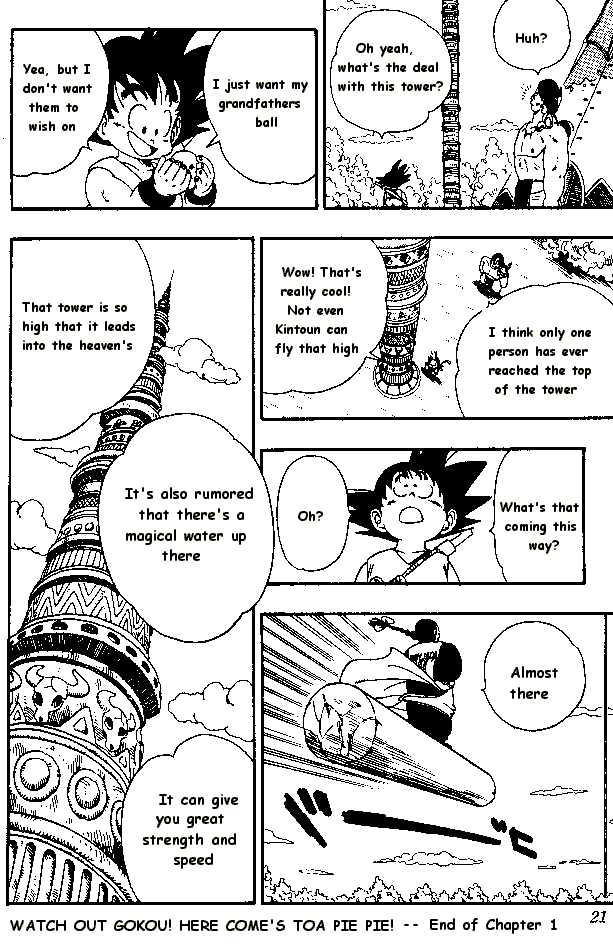 Yea, but I
don't want
them to
wish on
I just want my
grandfathers
ball
Oh yeah,
what's the deal
with this tower?
Huh?
That tower is so
high that it leads
into the heaven's
It's also rumored
that there's a
magical water up
there
It can give
you great
strength and
speed
Wow! That's
really cool!
Not even
Kintoun can
fly that high
I think only one
person has ever
reached the top
of the tower
Oh?
What's that
coming this
way?
Almost
there
WATCH OUT GOKOU! HERE COME'S TOA PIE PIE! -- End of Chapter 1
21